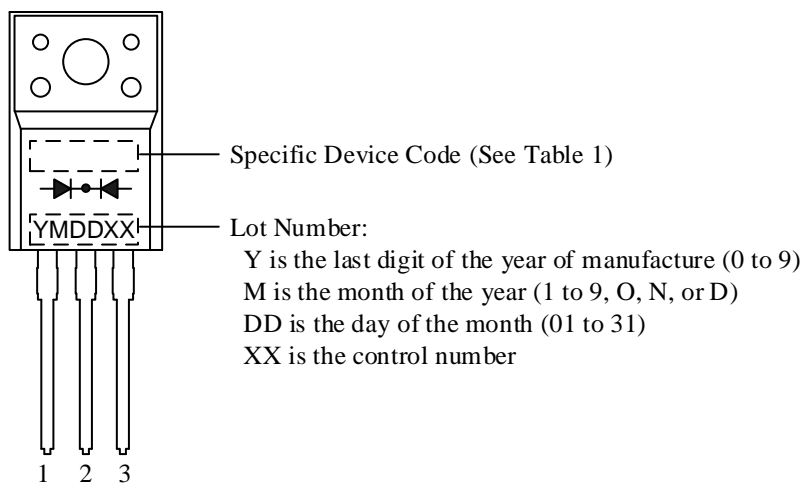 Specific Device Code (See Table 1)
YMDDXX
Lot Number:
Y is the last digit of the year of manufacture (0 to 9)
M is the month of the year (1 to 9, O, N, or D)
DD is the day of the month (01 to 31)
XX is the control number
1 2 3